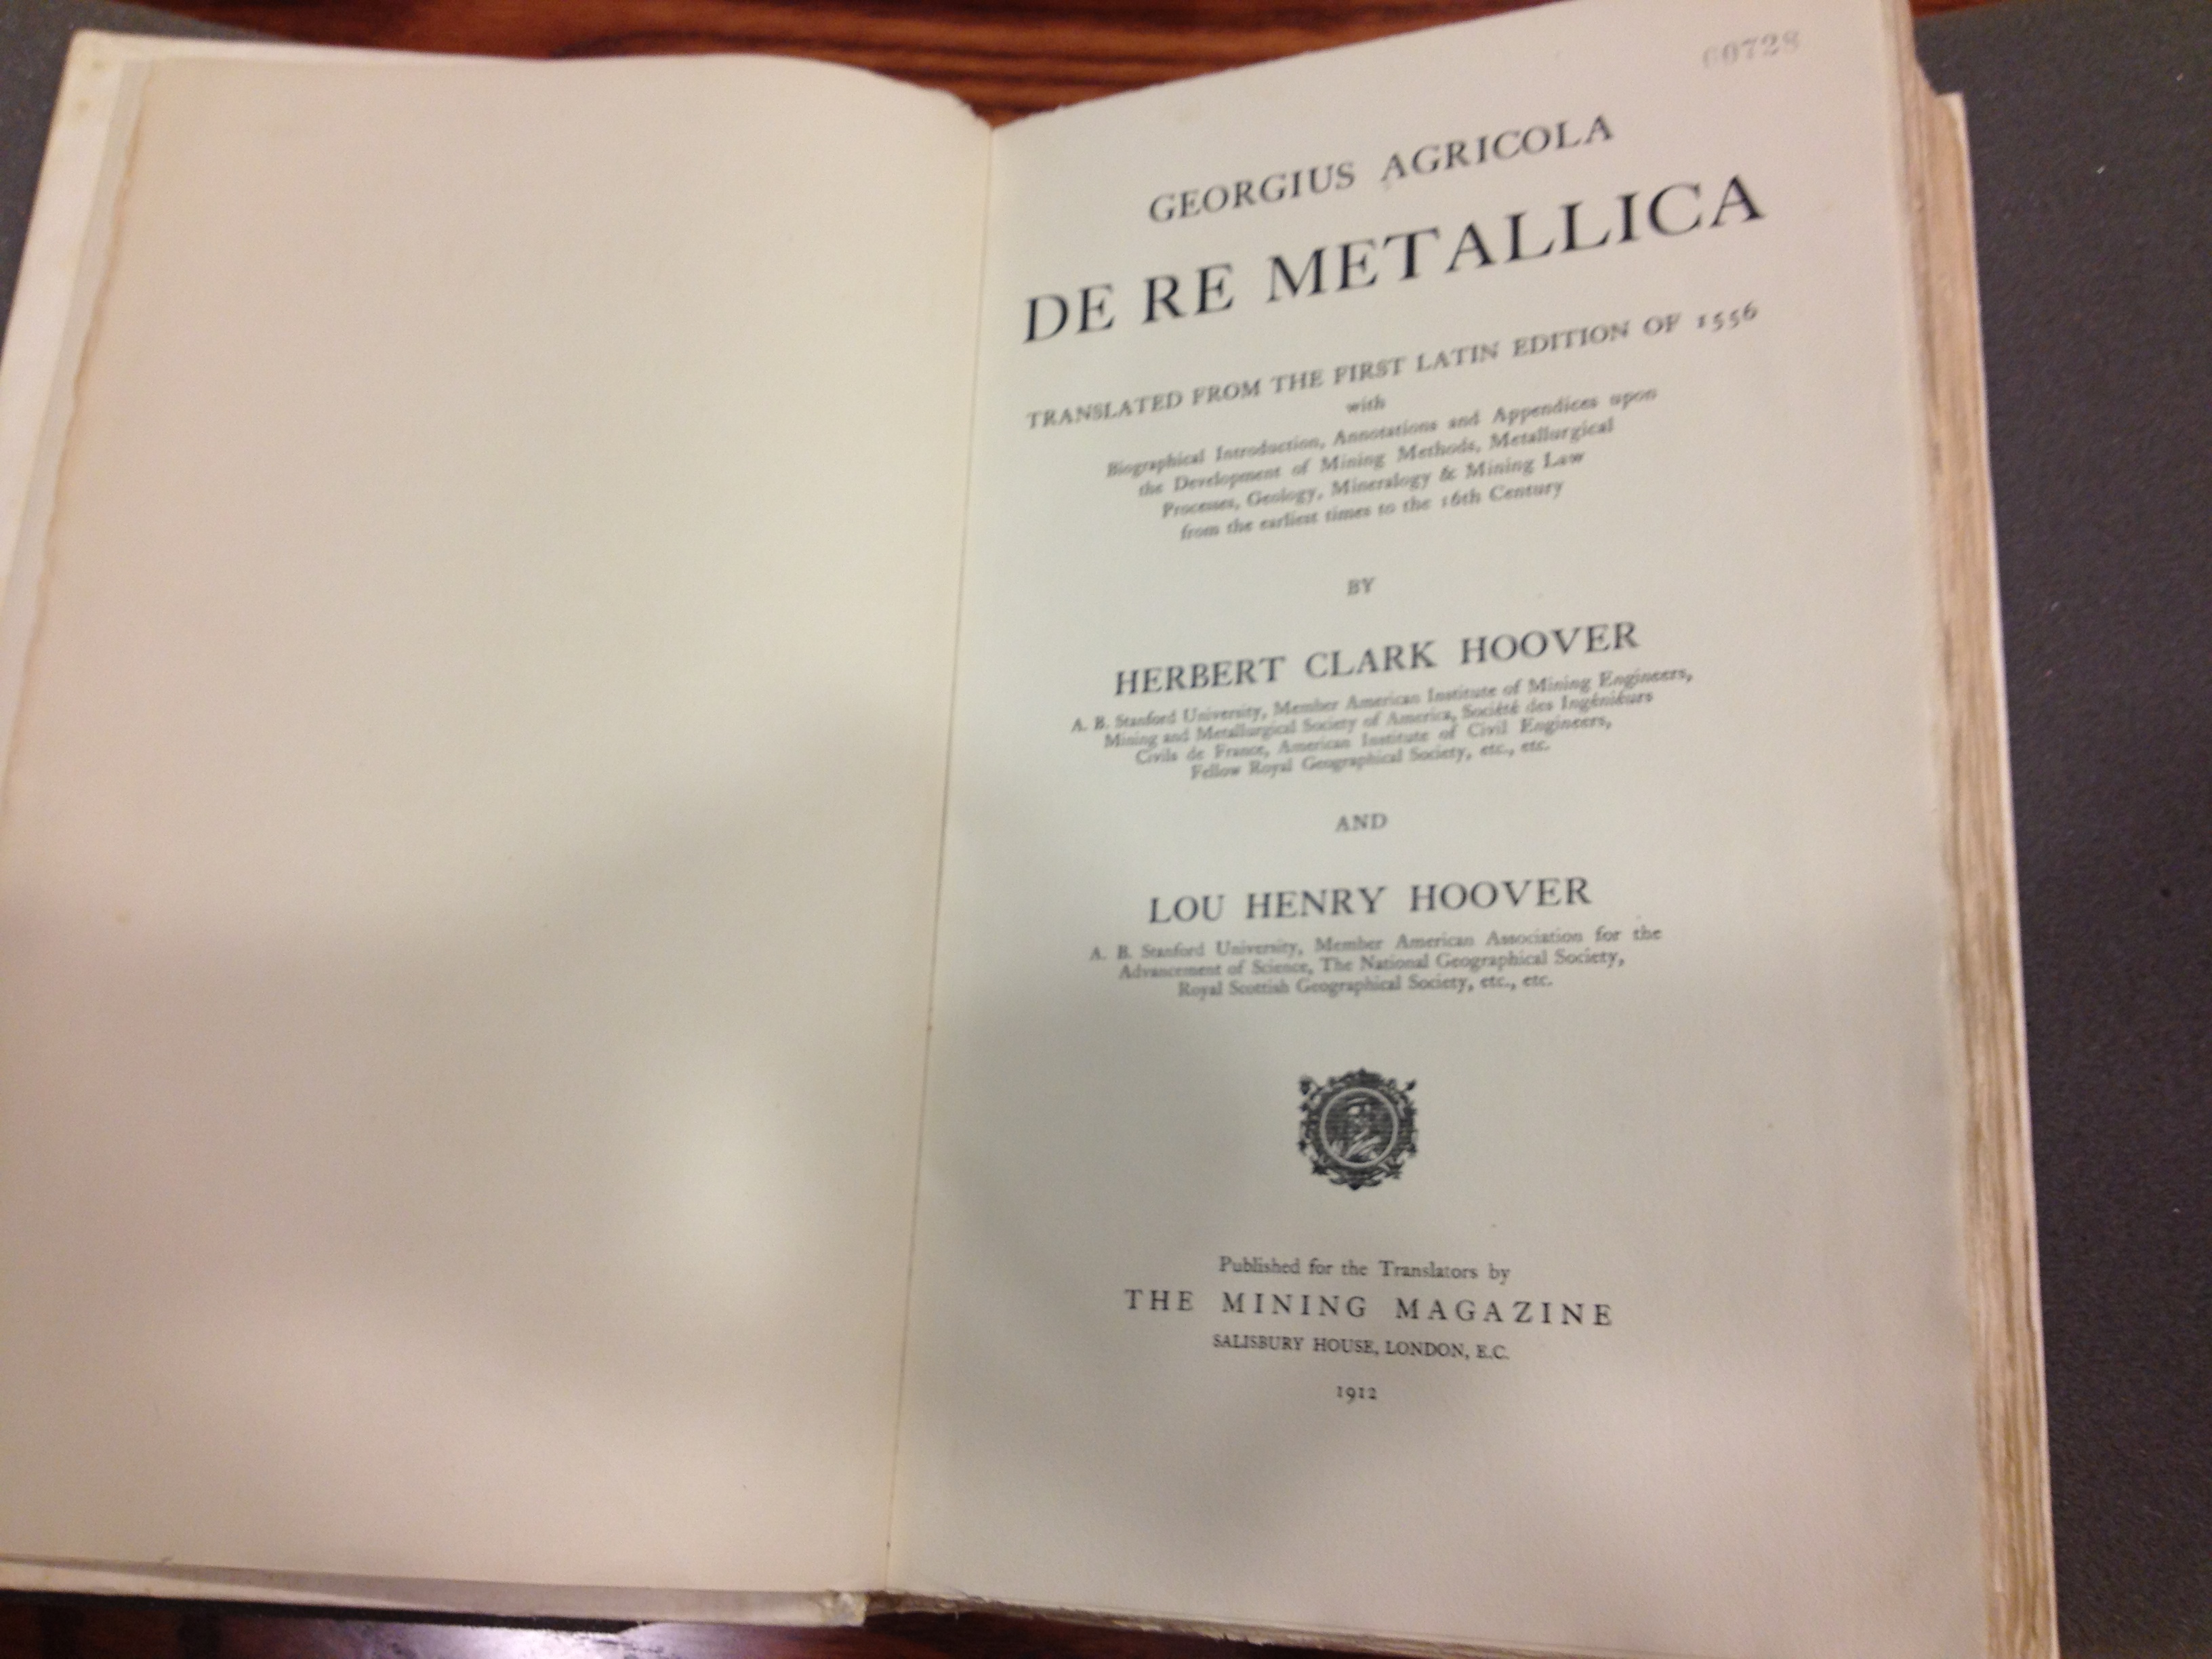 60728
GEORGIUS AGRICOLA
DE RE METALLICA
TRANSLATED FROM THE FIRST LATIN EDITION OF 1556
with
Biographical Introduction, Annotations and Appendices upon
the Development of Mining Methods, Metallurgical
Processes, Geology, Mineralogy & Mining Law
from the earliest times to the 16th Century
BY
HERBERT CLARK HOOVER
A. B. Stanford University, Member American Institute of Mining Engineers,
Mining and Metallurgical Society of America, Société des Ingénieurs
Civils de France, American Institute of Civil Engineers,
Fellow Royal Geographical Society, etc., etc.
AND
LOU HENRY HOOVER
A. B. Stanford University, Member American Association for the
Advancement of Science, The National Geographical Society,
Royal Scottish Geographical Society, etc., etc.
Published for the Translators by
THE MINING MAGAZINE
SALISBURY HOUSE, LONDON, E.C.
1912